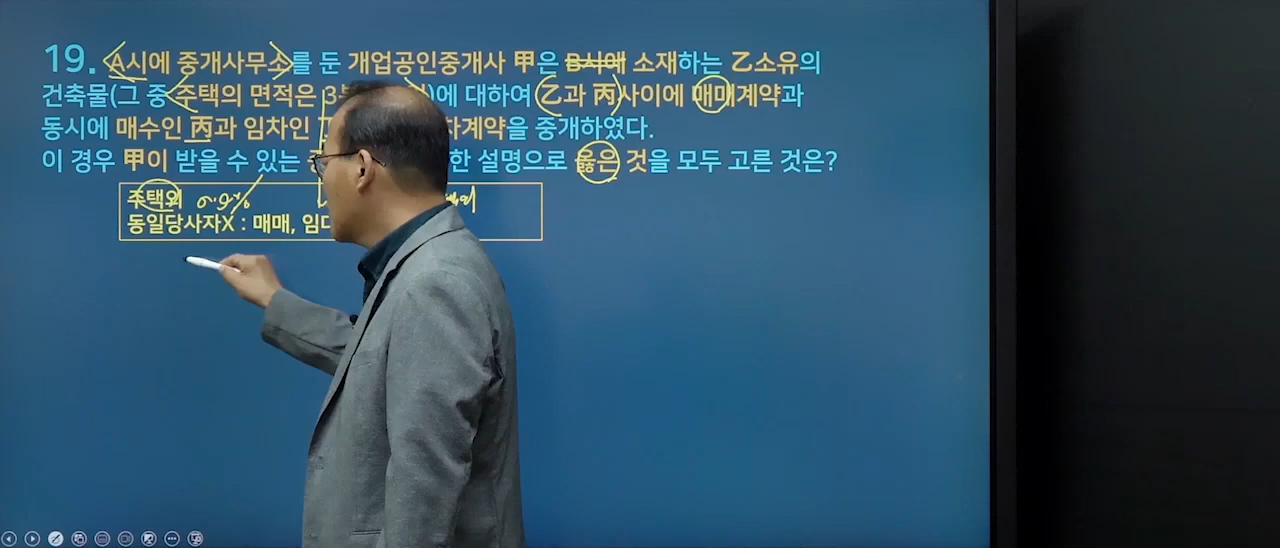 19. A시에 중개사무소를 둔 개업공인중개사 甲은 B시에 소재하는 乙소유의
건축물(그 중 주택의 면적은 3 )에 대하여 乙과 丙사이에 매매계약과
동시에 매수인 丙과 임차인 차계약을 중개하였다.
이 경우 甲이 받을 수 있는 한 설명으로 옳은 것을 모두 고른 것은?
주택외 0.9%
동일당사자X : 매매, 임